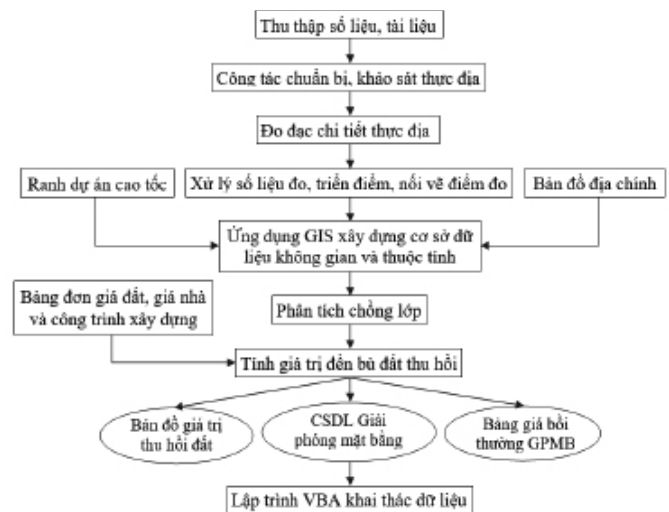 Thu thập số liệu, tài liệu
Công tác chuẩn bị, khảo sát thực địa
Đo đạc chi tiết thực địa
Ranh dự án cao tốc
Xử lý số liệu đo, triển điểm, nối vẽ điểm đo
Bản đồ địa chính
Ứng dụng GIS xây dựng cơ sở dữ
liệu không gian và thuộc tính
Bảng đơn giá đất, giá nhà
và công trình xây dựng
Phân tích chồng lớp
Tính giá trị đền bù đất thu hồi
Bản đồ giá trị
thu hồi đất
CSDL Giải
phóng mặt bằng
Bảng giá bồi
thường GPMB
Lập trình VBA khai thác dữ liệu